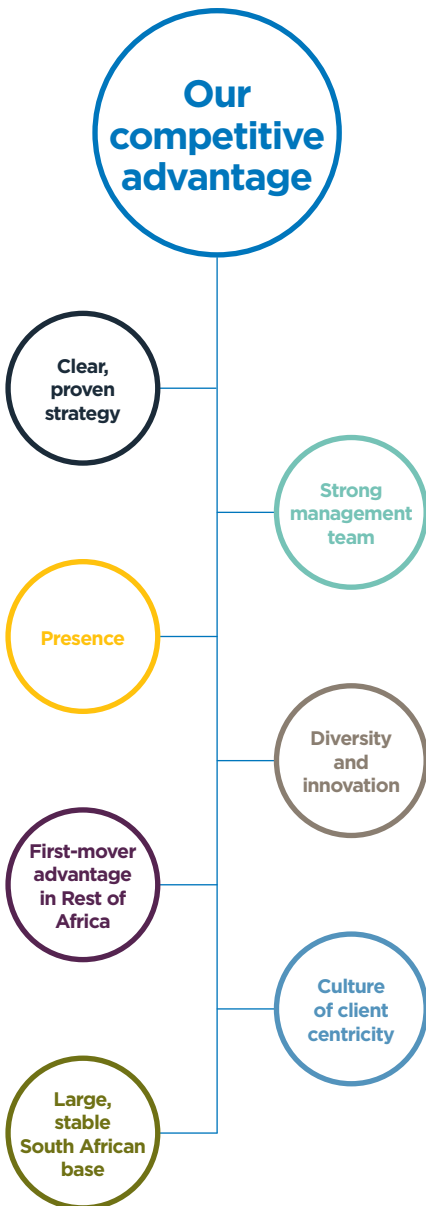 Our
competitive
advantage
Clear,
proven
strategy
Strong
management
team
Presence
Diversity
and
innovation
First-mover
advantage
in Rest of
Africa
Culture
of client
centricity
Large,
stable
South African
base